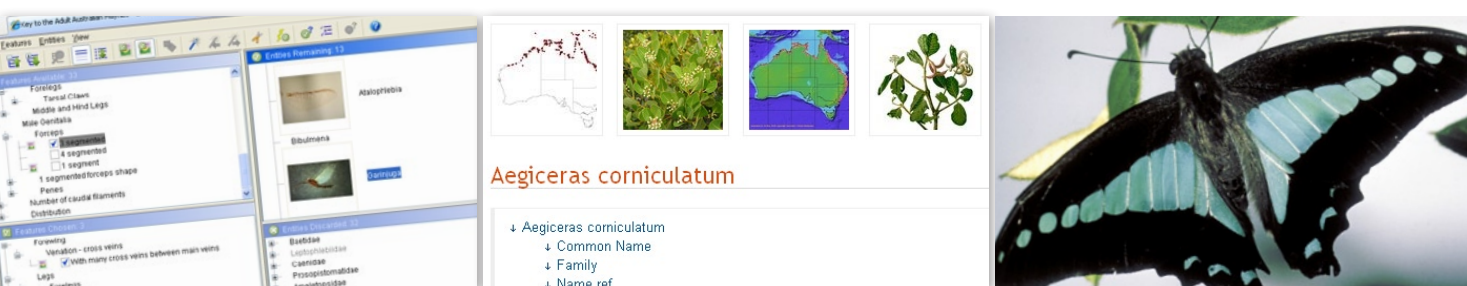 Key to the Adult Australian
Features Entities View
Features Available: 33
Forelegs
Tarsal Claws
Middle and Hind Legs
Male Genitalia
Forceps
3 segmented
4 segmented
1 segment
1 segmented forceps shape
Penes
Number of caudal filaments
Distribution
Features Chosen:
Forewing
Venation - cross veins
With many cross veins between main veins
Legs
Forelegs
Entities Remaining: 13
Atalophlebia
Bibulmena
Garinjuga
Entities Discarded:
Baetidae
Leptophlebiidae
Caenidae
Prosopistomatidae
Ameletopsidae
Aegiceras corniculatum
↓ Aegiceras corniculatum
↓ Common Name
↓ Family
↓ Name ref